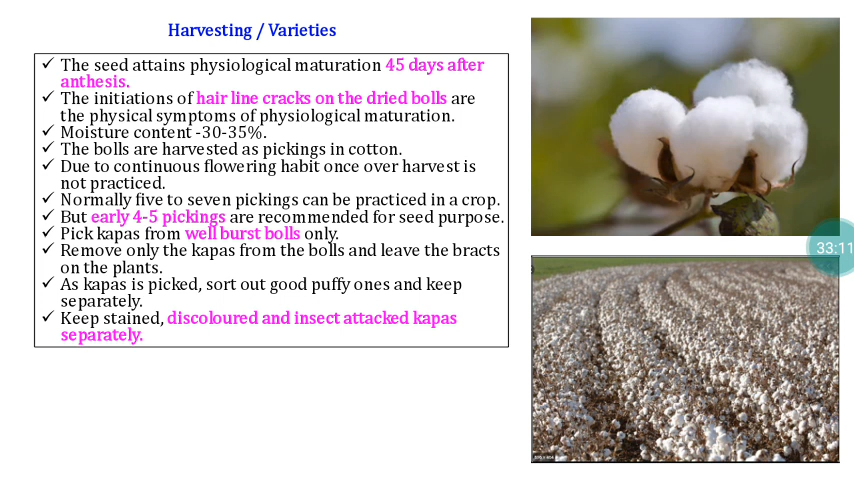 Harvesting / Varieties
✓ The seed attains physiological maturation 45 days after
anthesis.
✓ The initiations of hair line cracks on the dried bolls are
the physical symptoms of physiological maturation.
✓ Moisture content -30-35%.
✓ The bolls are harvested as pickings in cotton.
✓ Due to continuous flowering habit once over harvest is
not practiced.
✓ Normally five to seven pickings can be practiced in a crop.
✓ But early 4-5 pickings are recommended for seed purpose.
✓ Pick kapas from well burst bolls only.
✓ Remove only the kapas from the bolls and leave the bracts
on the plants.
✓ As kapas is picked, sort out good puffy ones and keep
separately.
✓ Keep stained, discoloured and insect attacked kapas
separately.
33:11